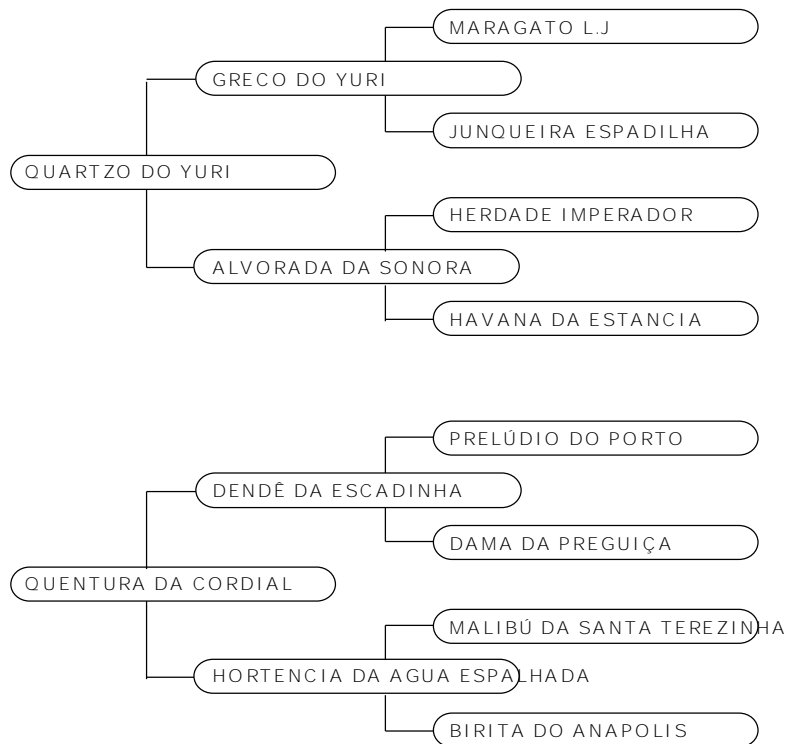 MARAGATO L.J
GRECO DO YURI
JUNQUEIRA ESPADILHA
QUARTZO DO YURI
HERDADE IMPERADOR
ALVORADA DA SONORA
HAVANA DA ESTANCIA
PRELÚDIO DO PORTO
DENDÊ DA ESCADINHA
DAMA DA PREGUIÇA
QUENTURA DA CORDIAL
MALIBÚ DA SANTA TEREZINHA
HORTENCIA DA AGUA ESPALHADA
BIRITA DO ANAPOLIS